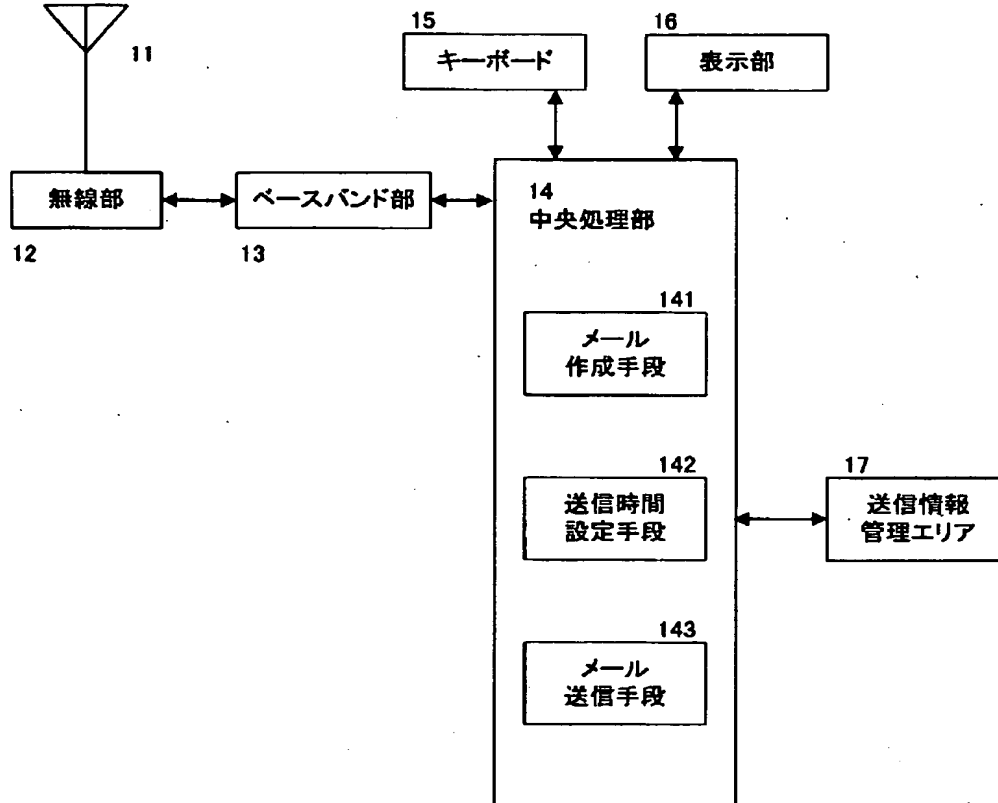 11
15
キーボード
16
表示部
無線部
12
ベースバンド部
13
14
中央処理部
141
メール
作成手段
142
送信時間
設定手段
17
送信情報
管理エリア
143
メール
送信手段